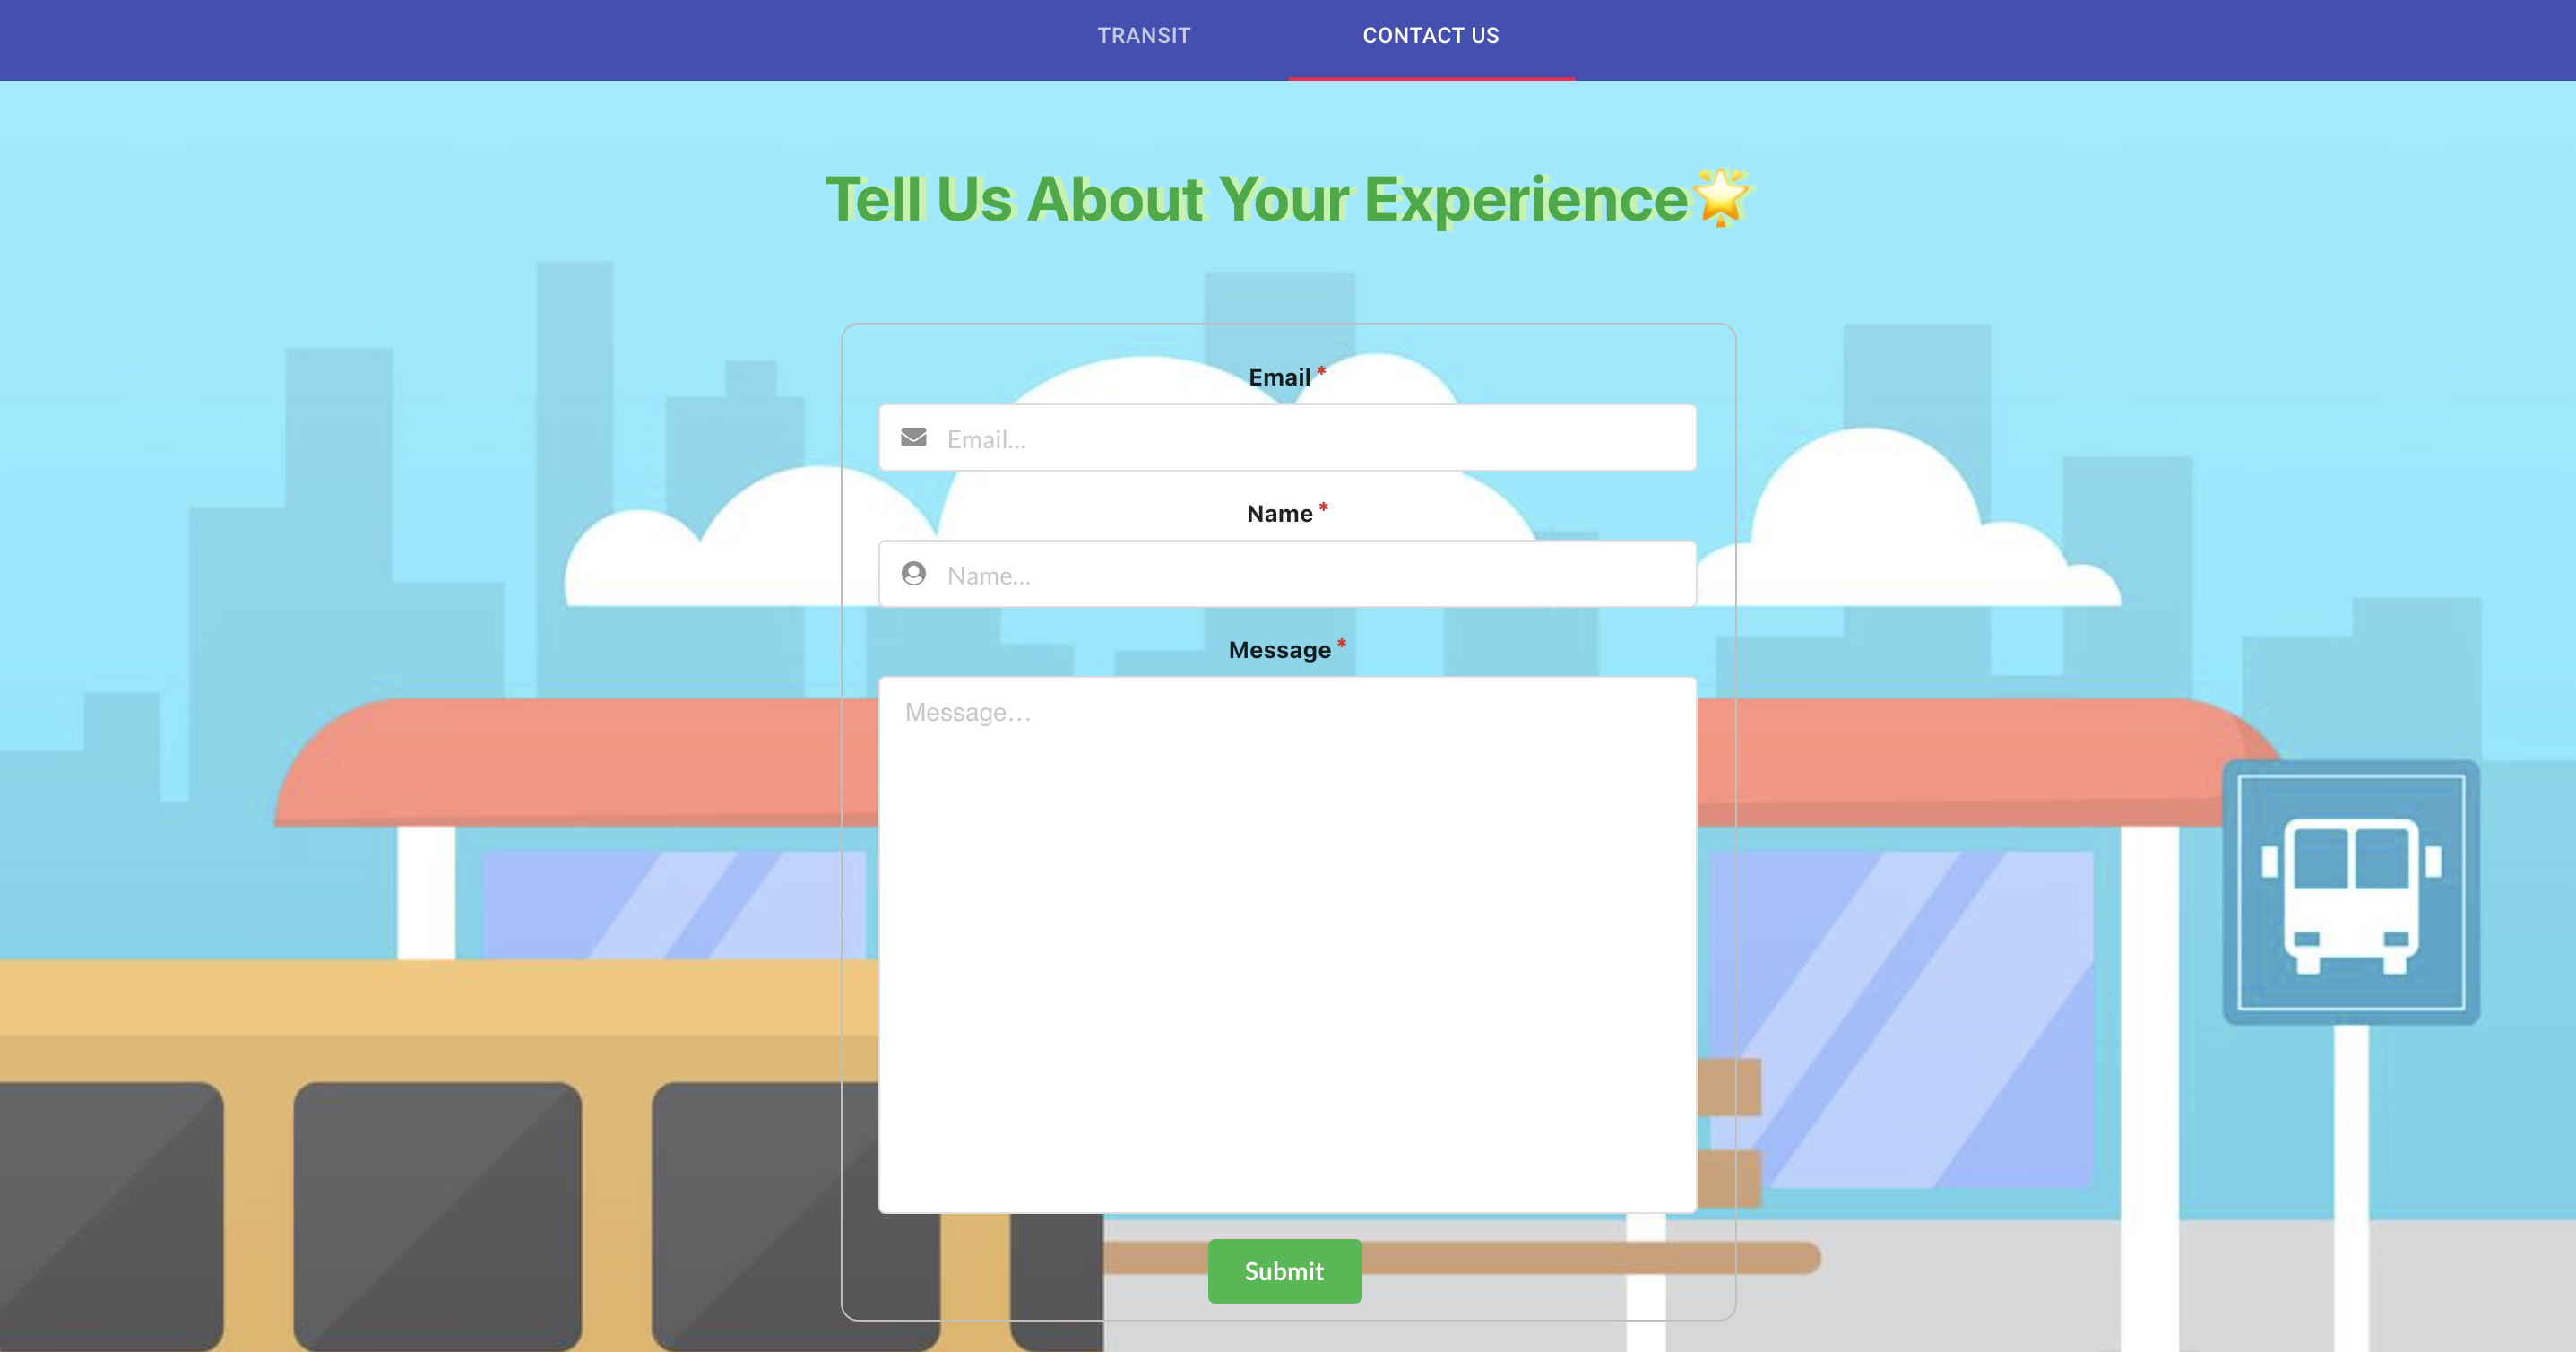 TRANSIT CONTACT US
Tell Us About Your Experience🌟
Email *
Email...
Name *
Name...
Message *
Message...
Submit